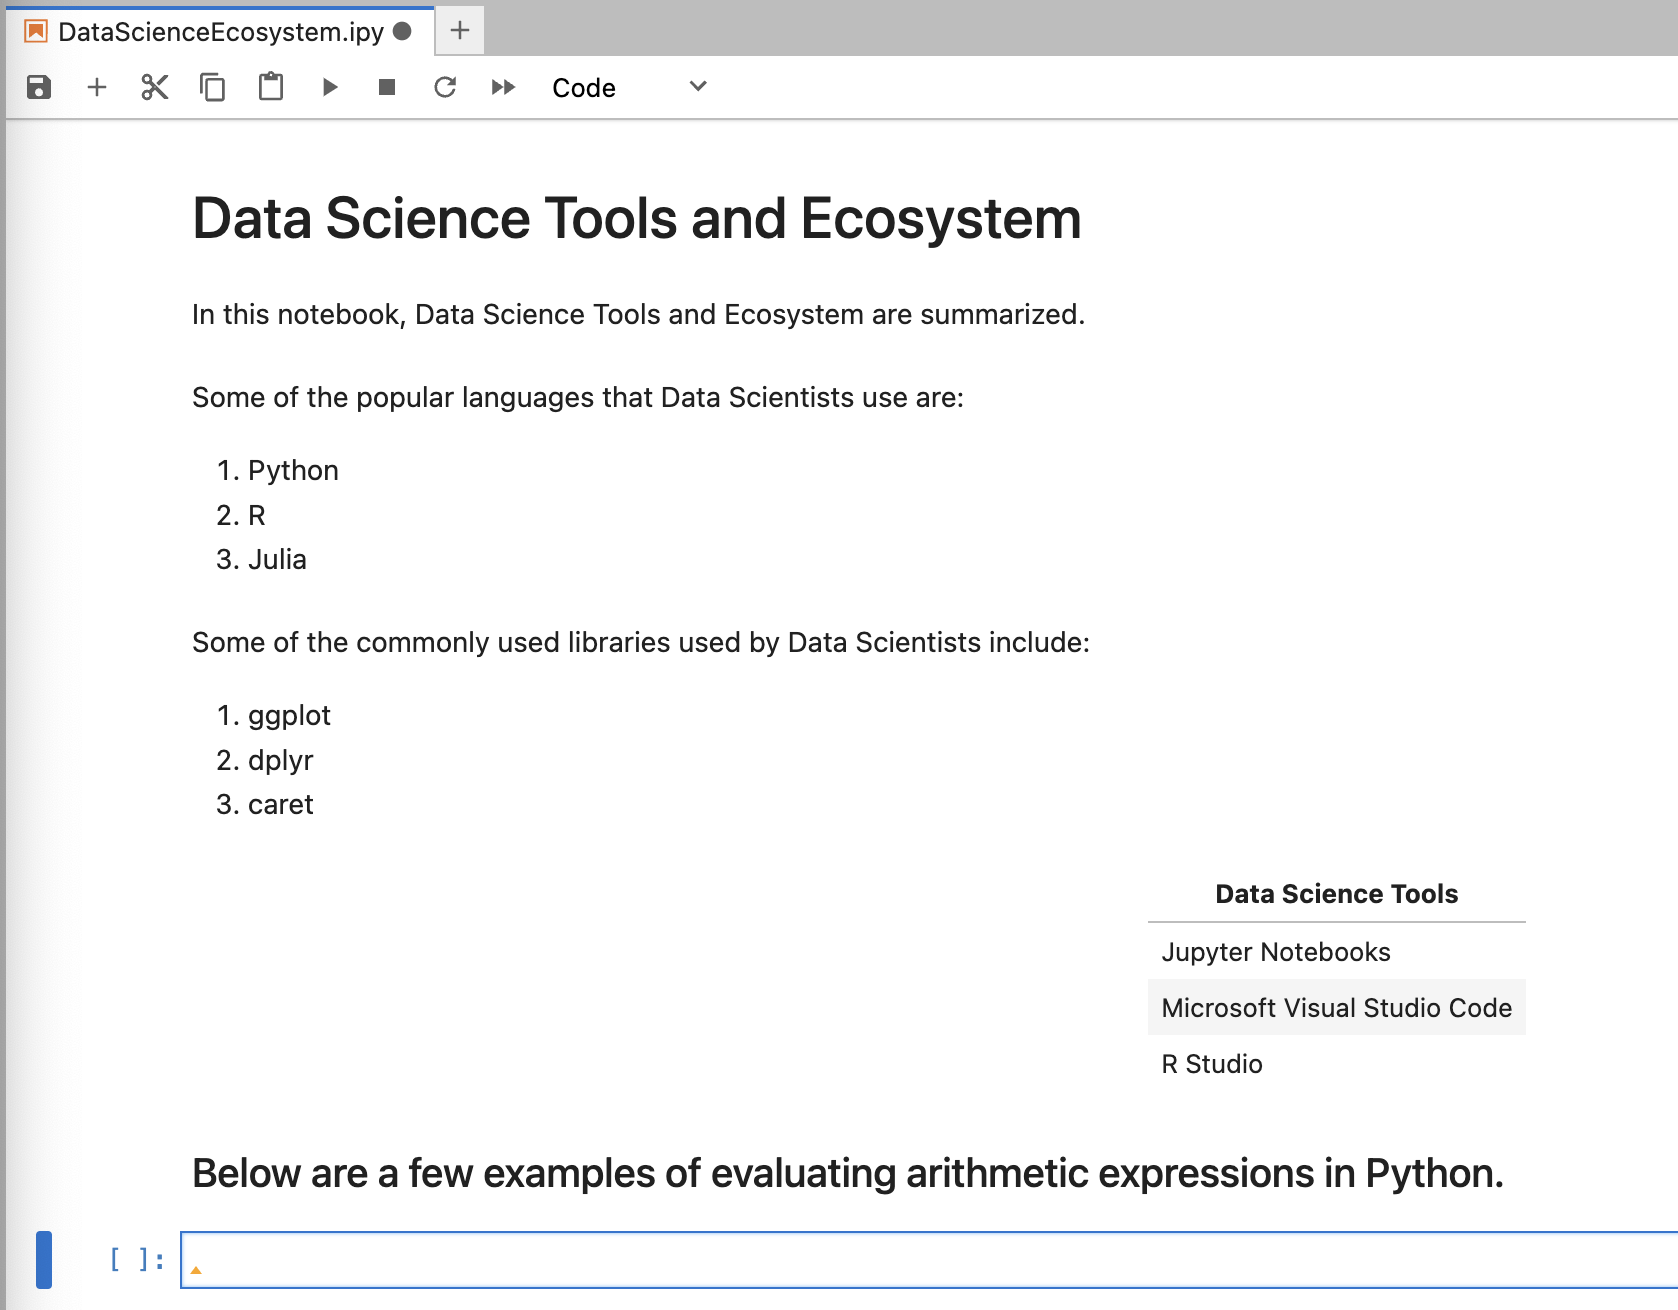 DataScienceEcosystem.ipy
Code
Data Science Tools and Ecosystem
In this notebook, Data Science Tools and Ecosystem are summarized.
Some of the popular languages that Data Scientists use are:
1. Python
2. R
3. Julia
Some of the commonly used libraries used by Data Scientists include:
1. ggplot
2. dplyr
3. caret
Data Science Tools
Jupyter Notebooks
Microsoft Visual Studio Code
R Studio
Below are a few examples of evaluating arithmetic expressions in Python.
[ ]: